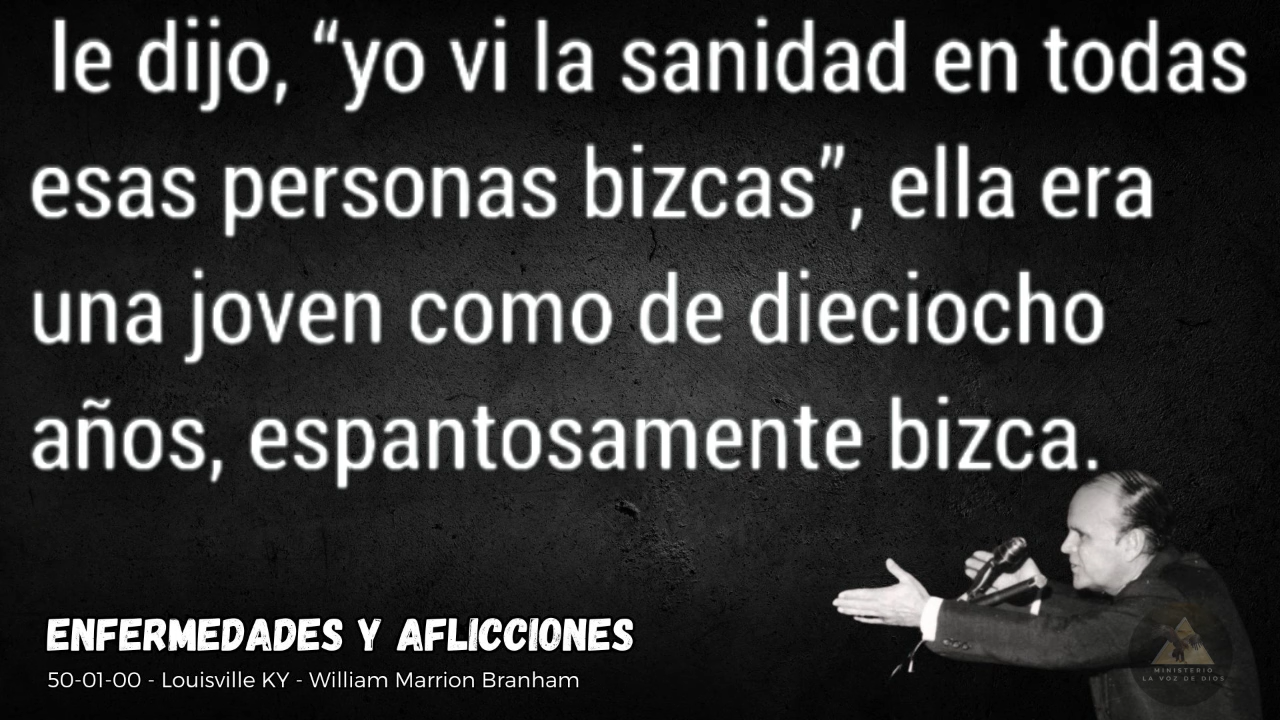 le dijo, “yo vi la sanidad en todas
esas personas bizcas”, ella era
una joven como de dieciocho
años, espantosamente bizca.
ENFERMEDADES Y AFLICCIONES
50-01-00 - Louisville KY - William Marrion Branham
MINISTERIO
LA VOZ DE DIOS